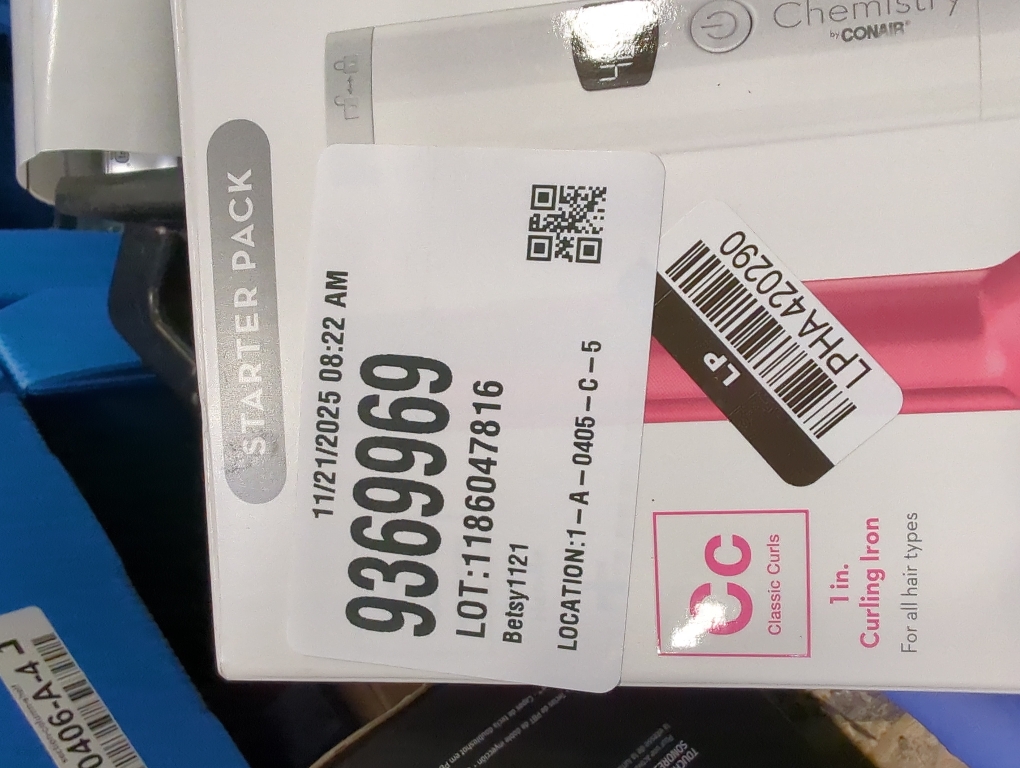 Chemistry
by CONAIR®
STARTER PACK
11/21/2025 08:22 AM
9369969
LOT:1186047816
Betsy1121
LOCATION:1-A-0405-C-5
LP
LPHA420290
Cc
Classic Curls
1 in.
Curling Iron
For all hair types
0406-A-4